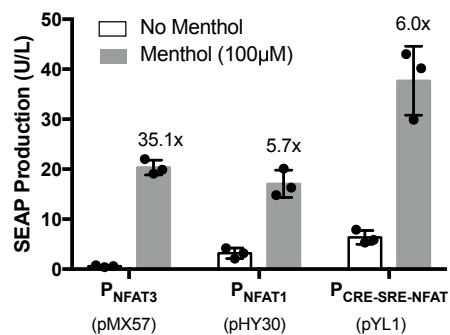 SEAP Production (U/L)
50
40
30
20
10
0
No Menthol
Menthol (100µM)
35.1x
5.7x
6.0x
PNFAT3
PNFAT1
PCRE-SRE-NFAT
(pMX57)
(pHY30)
(pYL1)